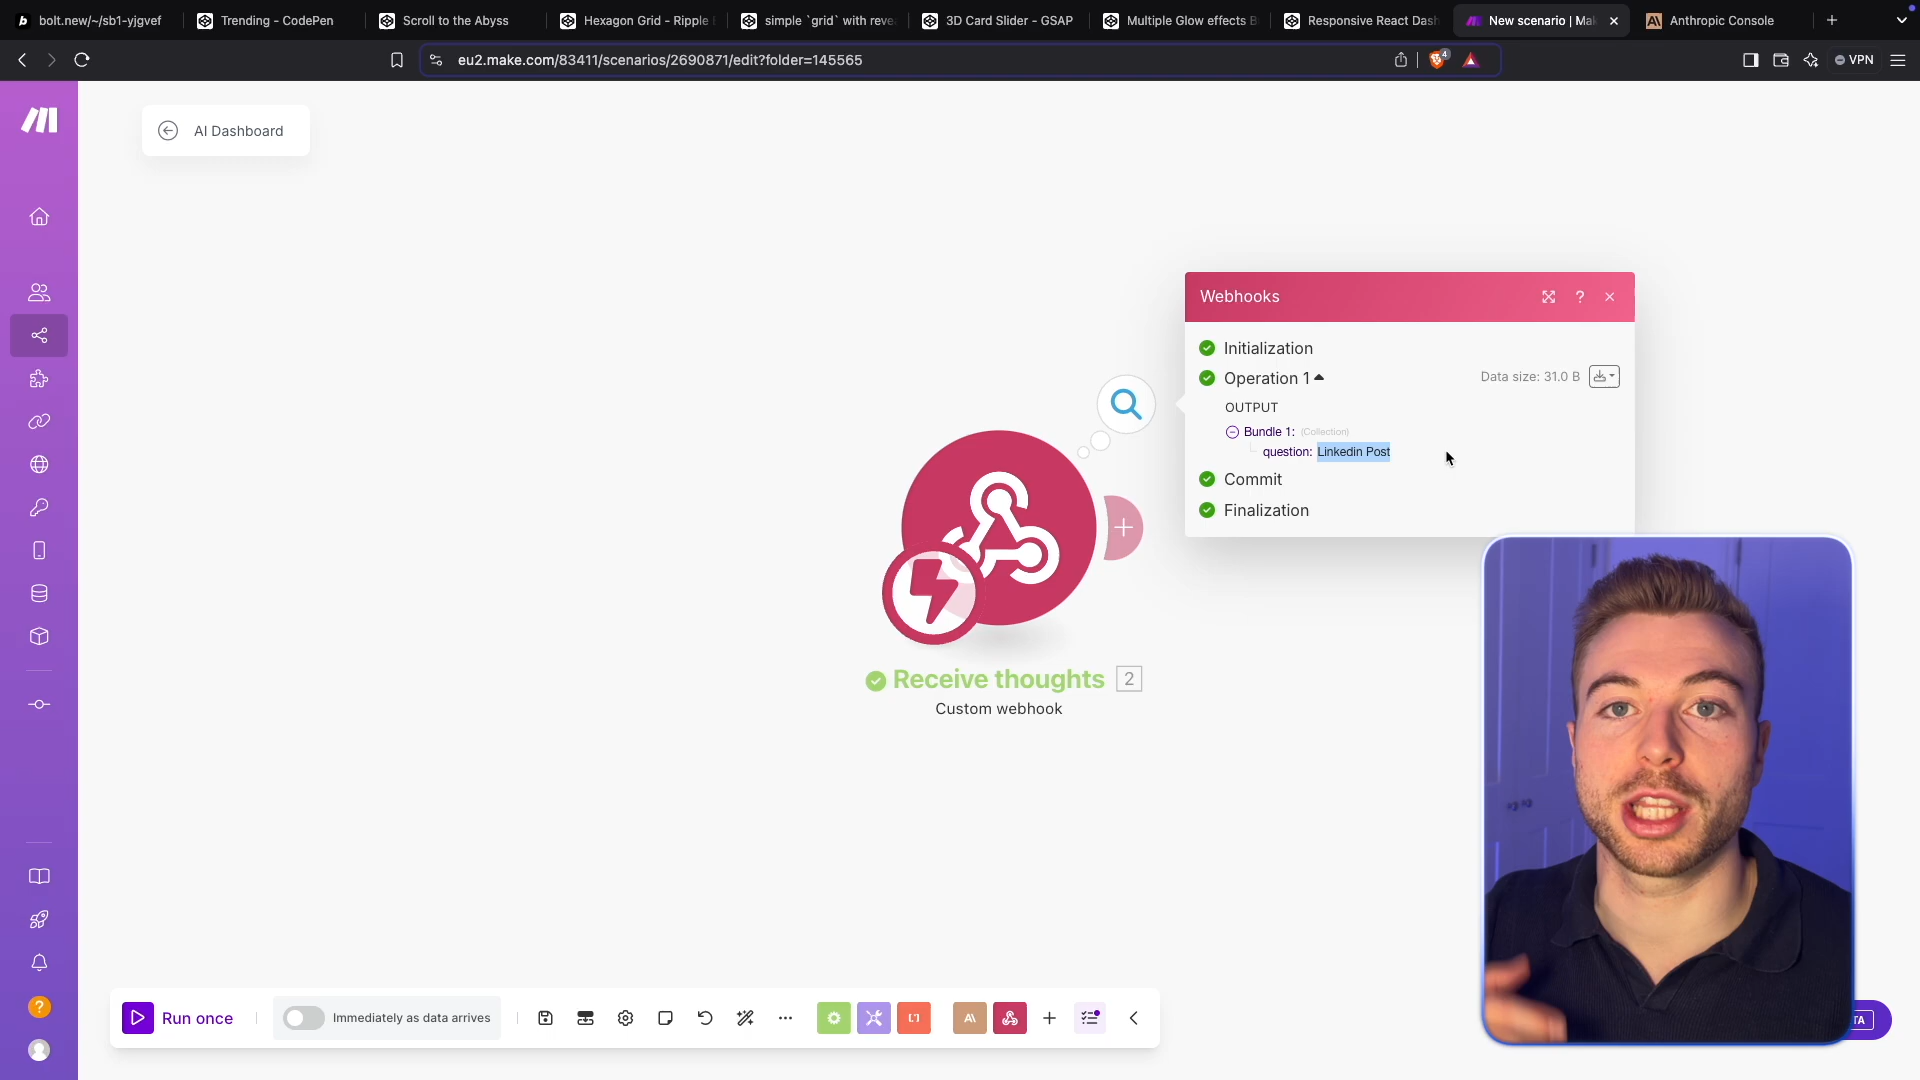 bolt.new/~/sb1-yjgvef
Trending - CodePen
Scroll to the Abyss
Hexagon Grid - Ripple
simple `grid` with reve
3D Card Slider - GSAP
Multiple Glow effects B
Responsive React Dash
New scenario | Mak
Anthropic Console
eu2.make.com/83411/scenarios/2690871/edit?folder=145565
4
VPN
AI Dashboard
Webhooks
?
Initialization
Operation 1
Data size: 31.0 B
OUTPUT
Bundle 1: (Collection)
question: Linkedin Post
Commit
Finalization
Receive thoughts 2
Custom webhook
Run once
Immediately as data arrives
?
TA